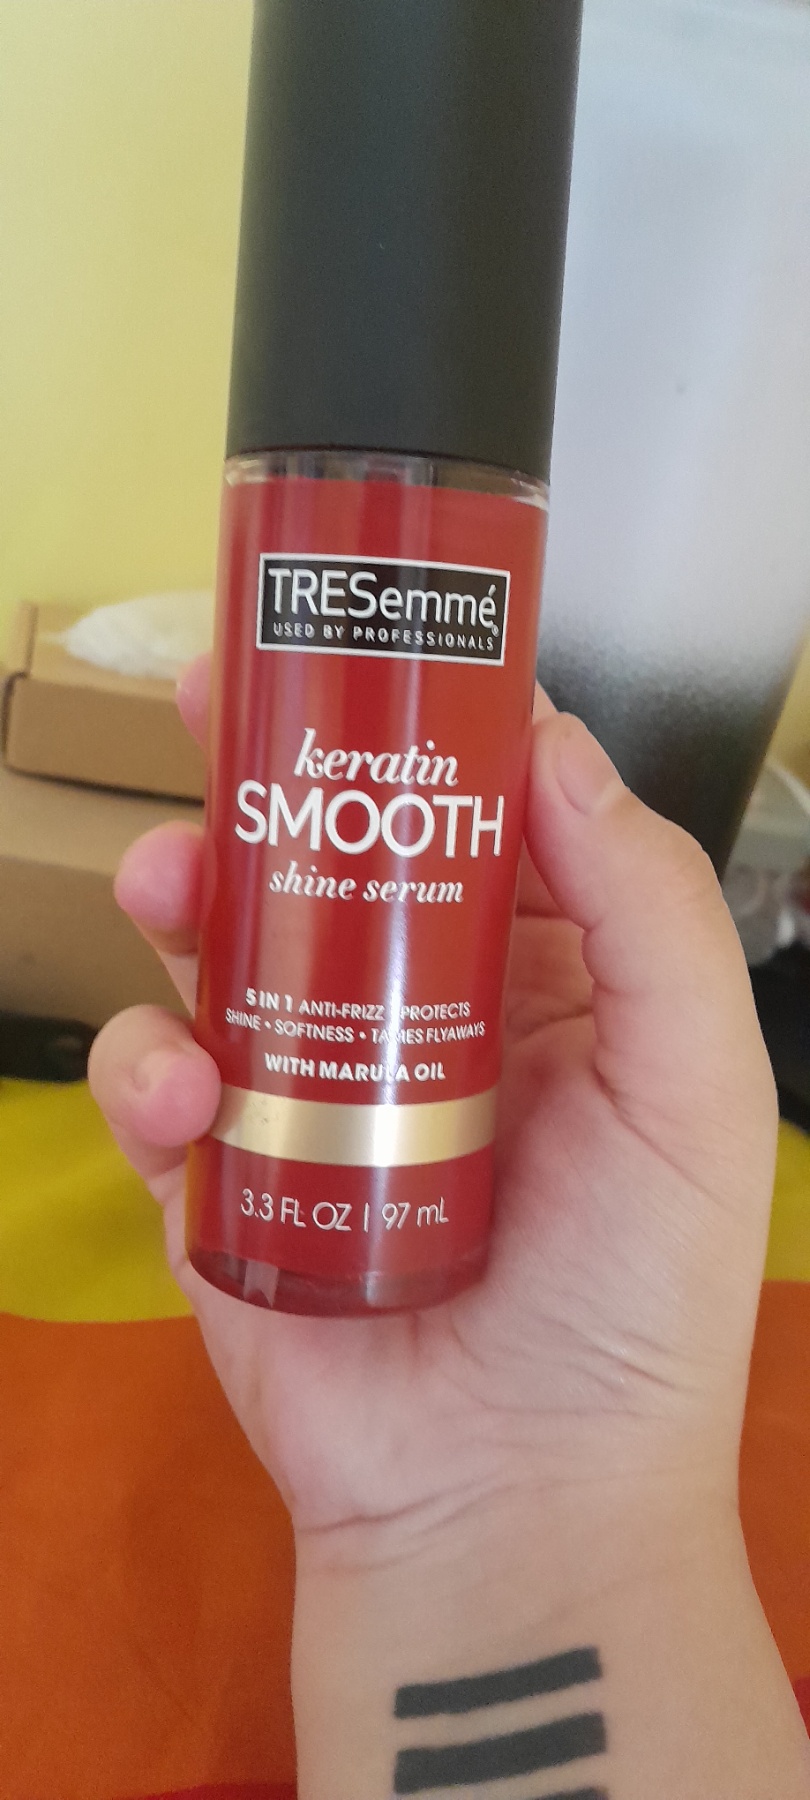 TRESemmé
USED BY PROFESSIONALS
keratin
SMOOTH
shine serum
5 IN 1 ANTI-FRIZZ • PROTECTS
SHINE • SOFTNESS • TAMES FLYAWAYS
WITH MARULA OIL
3.3 FL OZ | 97 mL